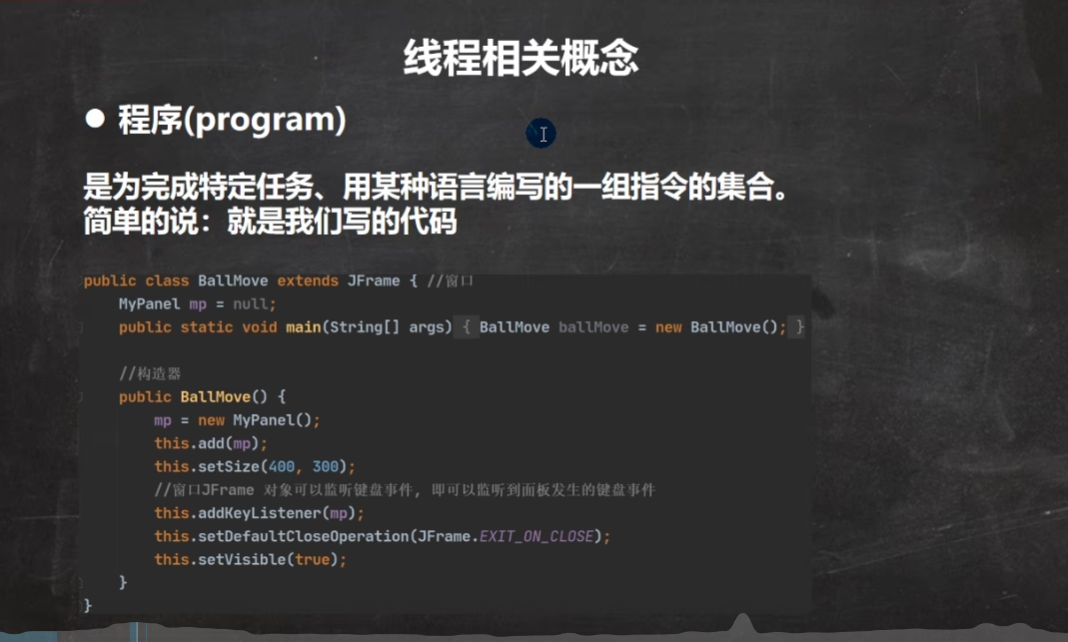 线程相关概念
● 程序(program)
是为完成特定任务、用某种语言编写的一组指令的集合。
简单的说：就是我们写的代码
public class BallMove extends JFrame { //窗口
    MyPanel mp = null;
    public static void main(String[] args) { BallMove ballMove = new BallMove(); }
    //构造器
    public BallMove() {
        mp = new MyPanel();
        this.add(mp);
        this.setSize(400, 300);
        //窗口JFrame 对象可以监听键盘事件, 即可以监听到面板发生的键盘事件
        this.addKeyListener(mp);
        this.setDefaultCloseOperation(JFrame.EXIT_ON_CLOSE);
        this.setVisible(true);
    }
}